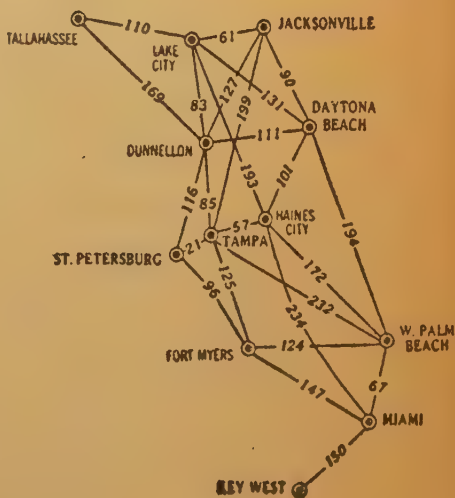 JACKSONVILLE
TALLAHASSEE
110
LAKE
CITY
61
90
169
83
127
131
DAYTONA
BEACH
199
111
DUNNELLON
193
101
116
85
HAINES
CITY
194
57
TAMPA
21
ST. PETERSBURG
172
125
232
96
234
W. PALM
BEACH
124
FORT MYERS
67
147
MIAMI
150
KEY WEST